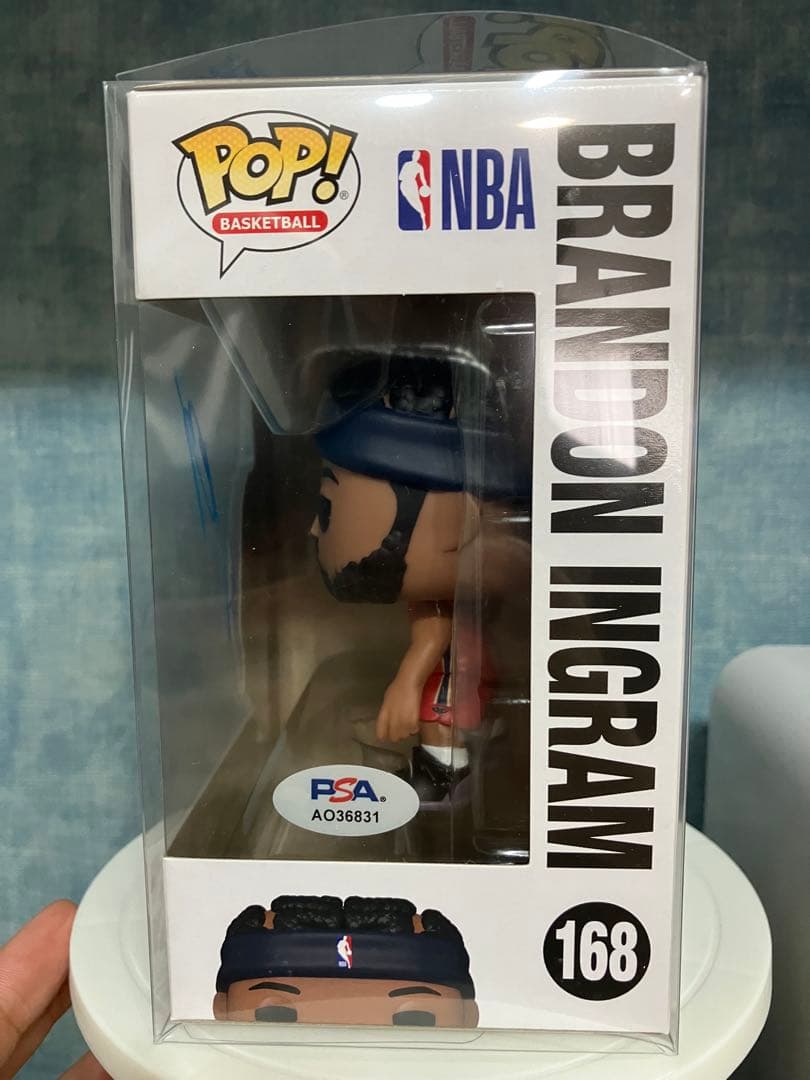 POP!
BASKETBALL
NBA
BRANDON INGRAM
168
PSA
AO36831